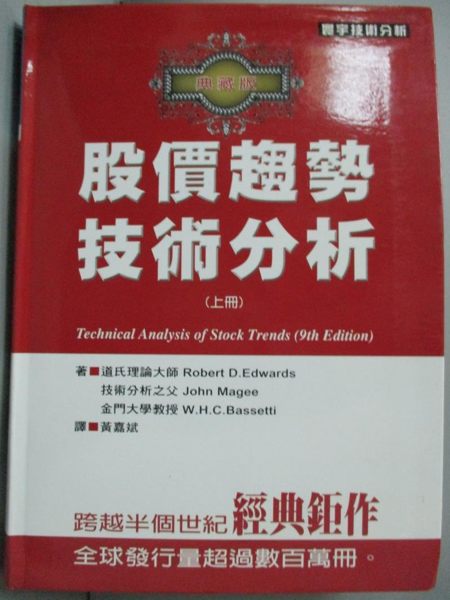 寰宇技術分析
典藏版
股價趨勢
技術分析
(上冊)
Technical Analysis of Stock Trends (9th Edition)
著■道氏理論大師 Robert D.Edwards
技術分析之父 John Magee
金門大學教授 W.H.C.Bassetti
譯■黃嘉斌
跨越半個世紀經典鉅作
全球發行量超過數百萬冊。